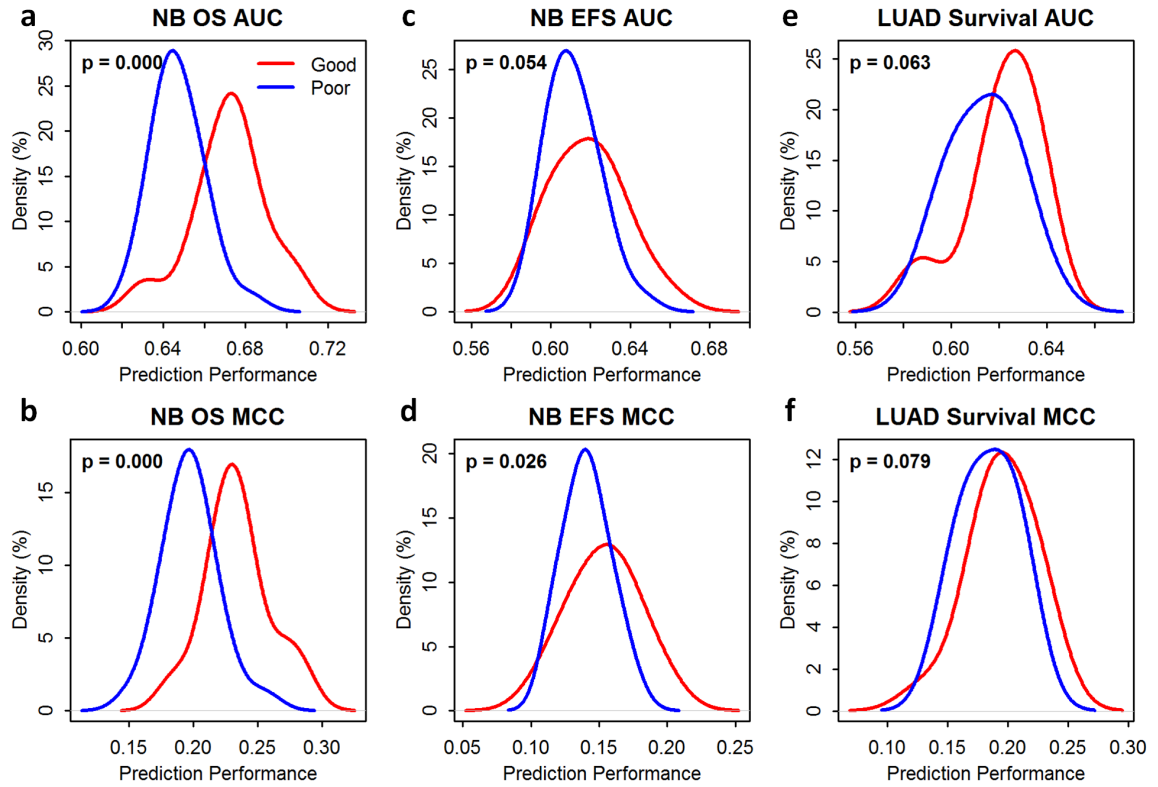 a
NB OS AUC
p = 0.000
Good
Poor
Density (%)
0
5
10
15
20
25
30
0.60
0.64
0.68
0.72
Prediction Performance
c
NB EFS AUC
p = 0.054
Density (%)
0
5
10
15
20
25
0.56
0.60
0.64
0.68
Prediction Performance
e
LUAD Survival AUC
p = 0.063
Density (%)
0
5
10
15
20
25
0.56
0.60
0.64
Prediction Performance
b
NB OS MCC
p = 0.000
Density (%)
0
5
10
15
0.15
0.20
0.25
0.30
Prediction Performance
d
NB EFS MCC
p = 0.026
Density (%)
0
5
10
15
20
0.05
0.10
0.15
0.20
0.25
Prediction Performance
f
LUAD Survival MCC
p = 0.079
Density (%)
0
2
4
6
8
10
12
0.10
0.15
0.20
0.25
0.30
Prediction Performance